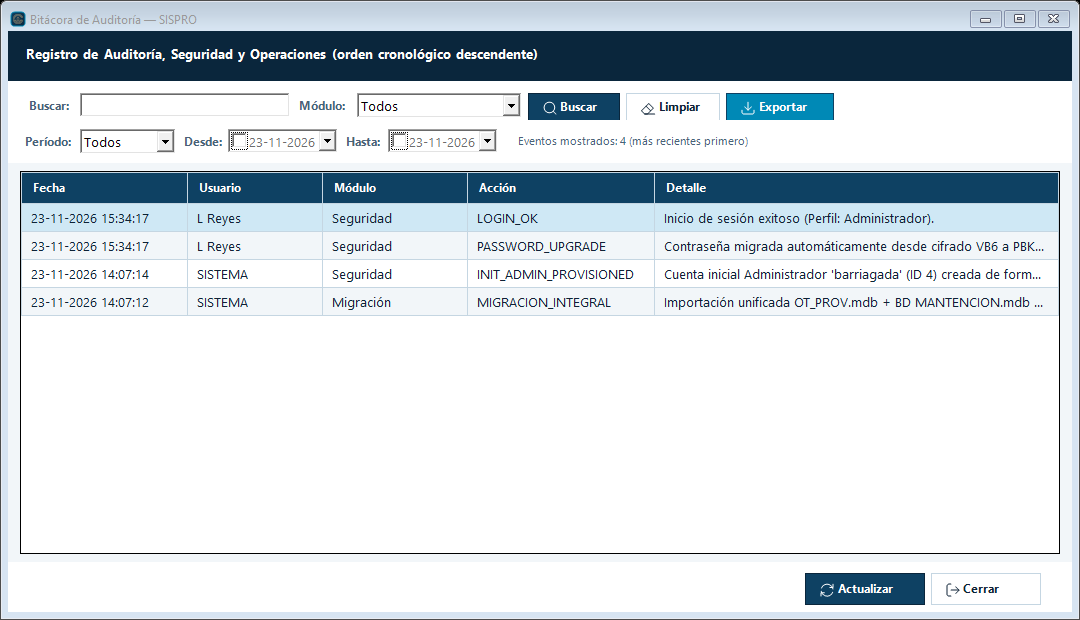 Bitácora de Auditoría — SISPRO
Registro de Auditoría, Seguridad y Operaciones (orden cronológico descendente)
Buscar: Módulo: Todos Buscar Limpiar Exportar
Período: Todos Desde: 23-11-2026 Hasta: 23-11-2026 Eventos mostrados: 4 (más recientes primero)
Fecha Usuario Módulo Acción Detalle
23-11-2026 15:34:17 L Reyes Seguridad LOGIN_OK Inicio de sesión exitoso (Perfil: Administrador).
23-11-2026 15:34:17 L Reyes Seguridad PASSWORD_UPGRADE Contraseña migrada automáticamente desde cifrado VB6 a PBK...
23-11-2026 14:07:14 SISTEMA Seguridad INIT_ADMIN_PROVISIONED Cuenta inicial Administrador 'barriagada' (ID 4) creada de form...
23-11-2026 14:07:12 SISTEMA Migración MIGRACION_INTEGRAL Importación unificada OT_PROV.mdb + BD MANTENCION.mdb ...
Actualizar Cerrar